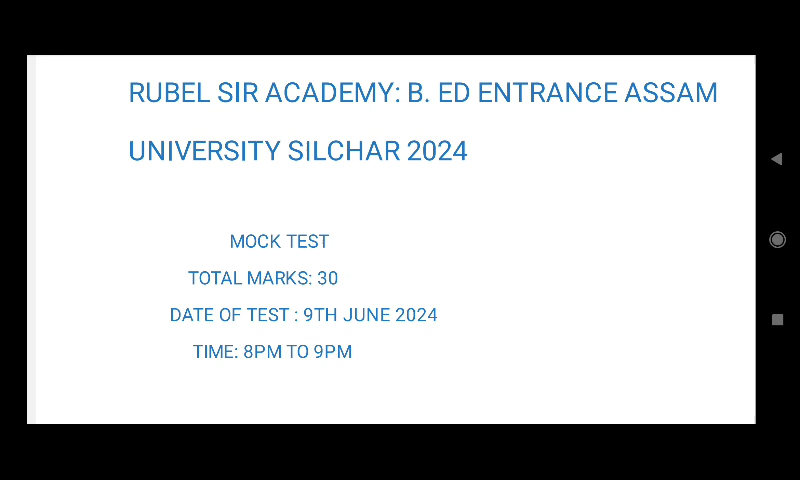 RUBEL SIR ACADEMY: B. ED ENTRANCE ASSAM
UNIVERSITY SILCHAR 2024
MOCK TEST
TOTAL MARKS: 30
DATE OF TEST : 9TH JUNE 2024
TIME: 8PM TO 9PM